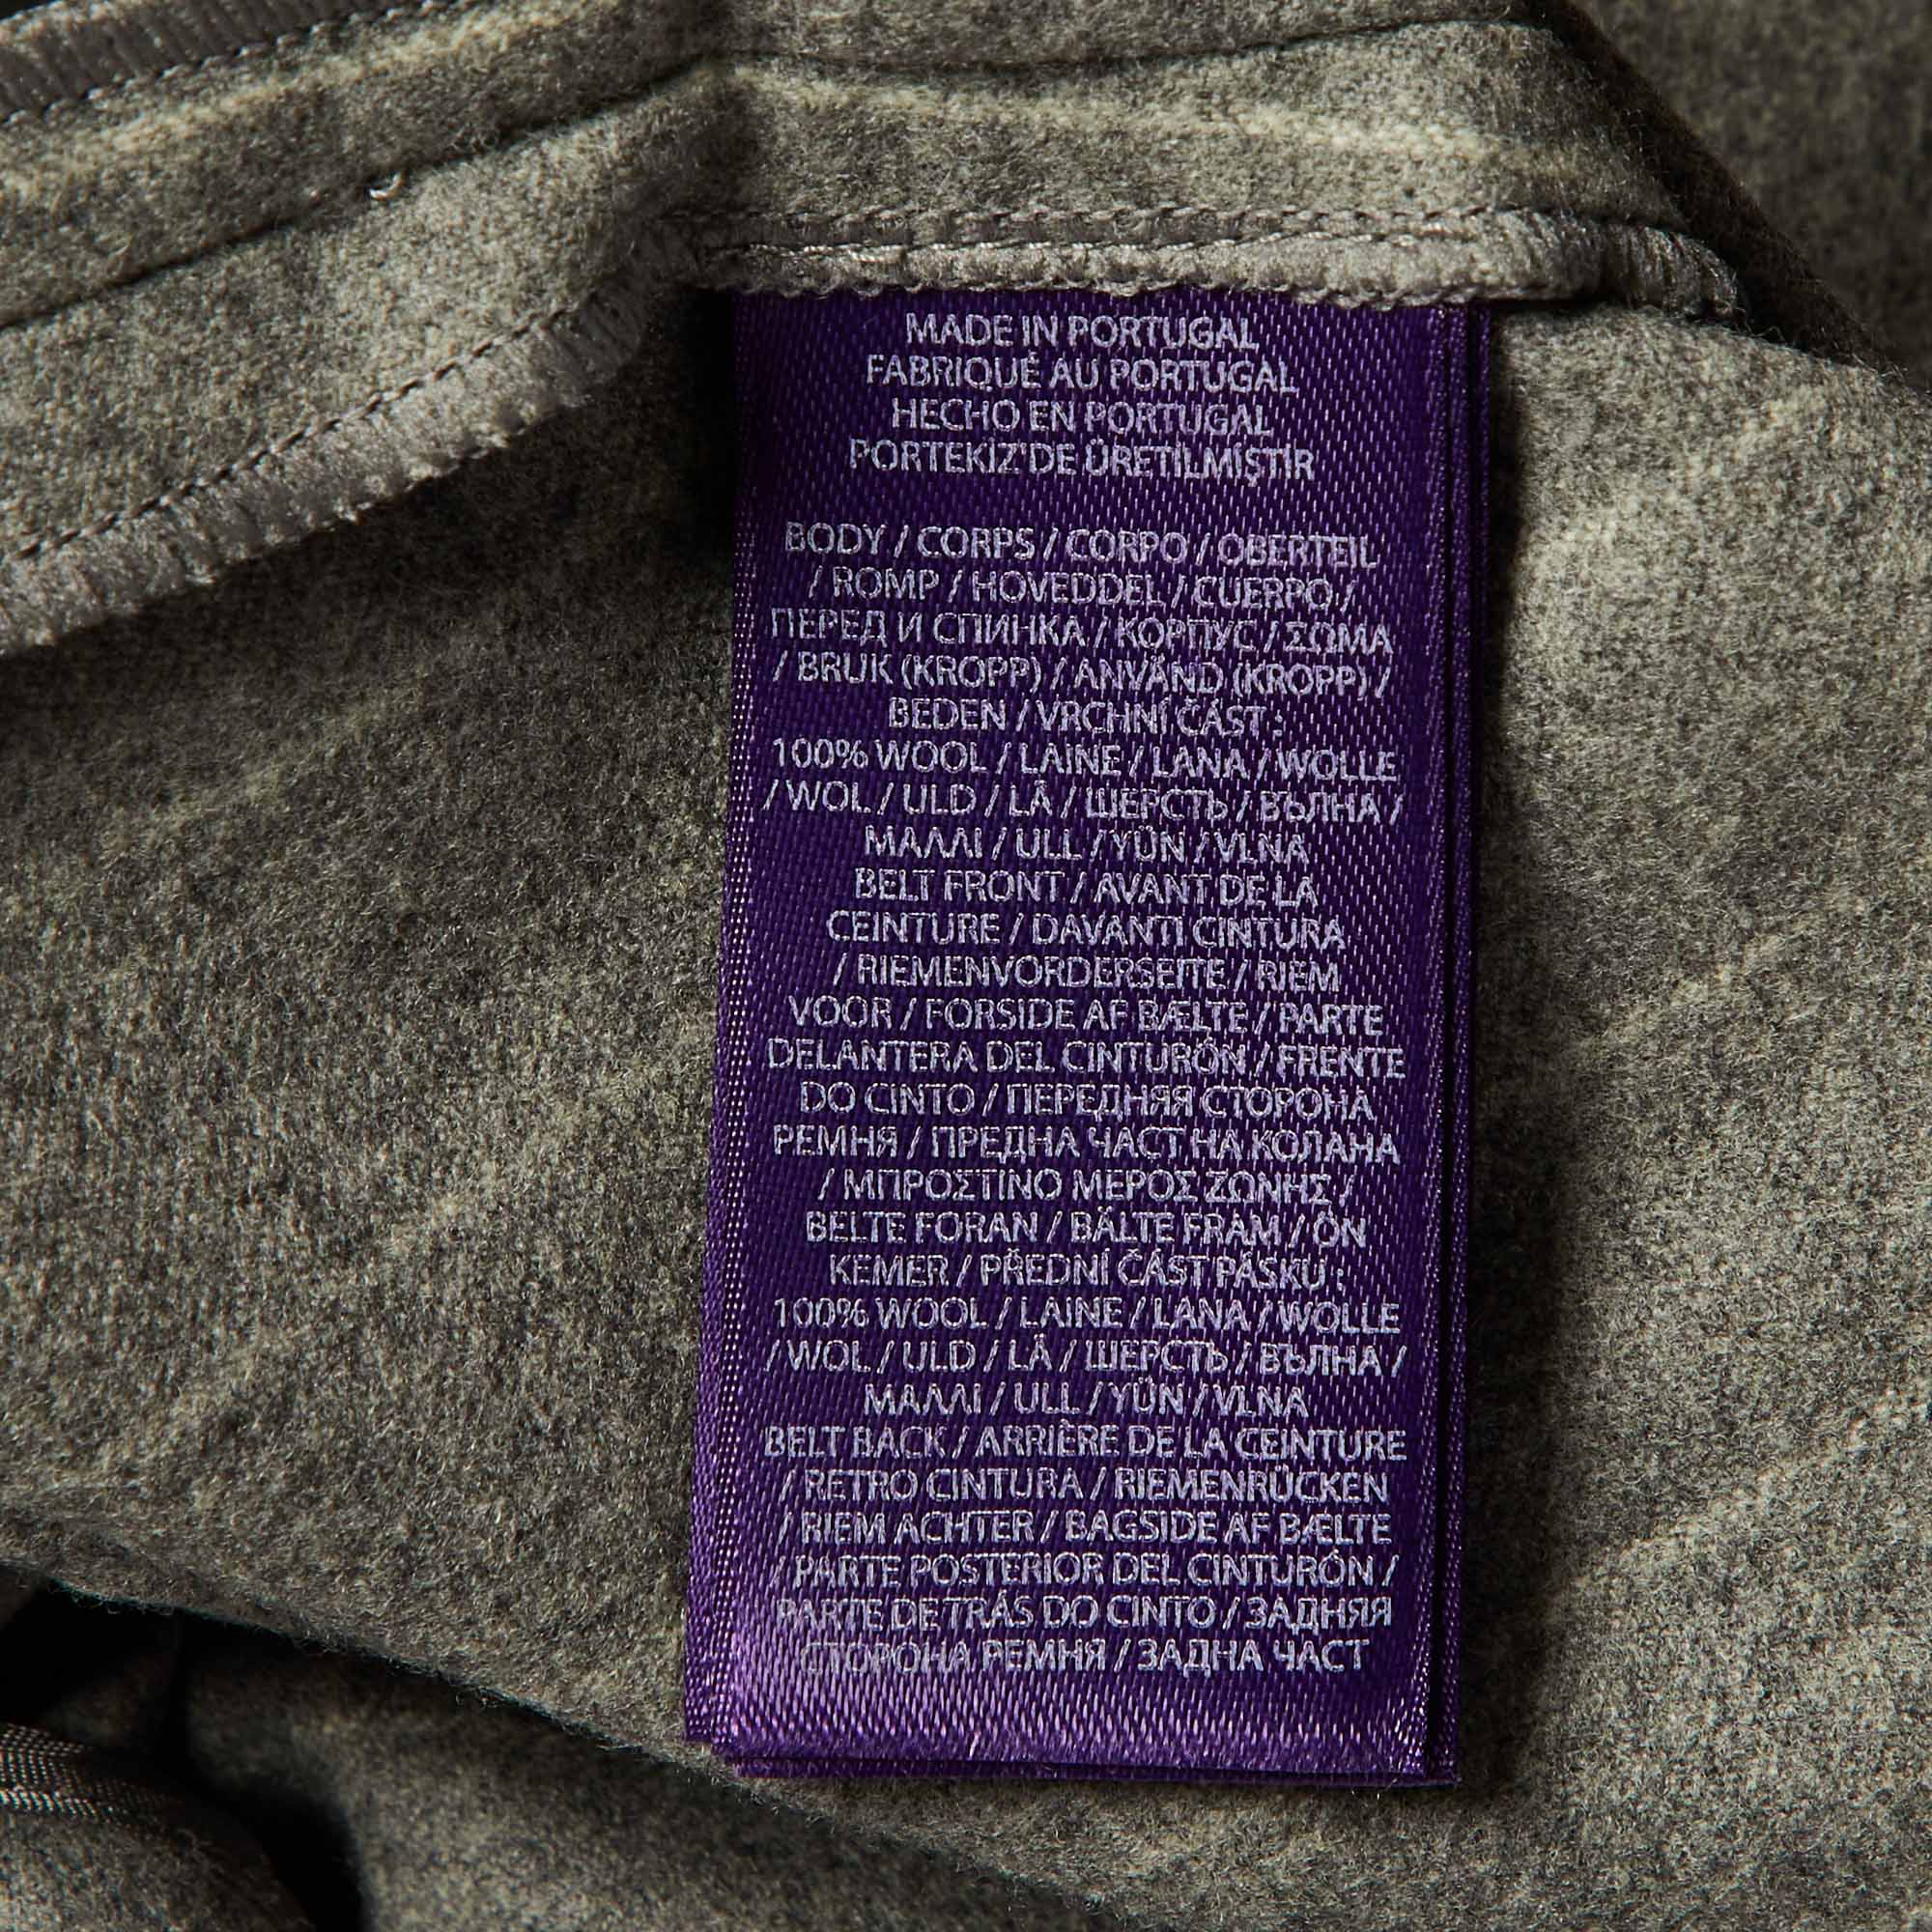 MADE IN PORTUGAL
FABRIQUÉ AU PORTUGAL
HECHO EN PORTUGAL
PORTEKİZ'DE ÜRETİLMİŞTİR
BODY / CORPS / CORPO / OBERTEIL
/ ROMP / HOVEDDEL / CUERPO /
ПЕРЕД И СПИНКА / КОРПУС / ΣΩΜΑ
/ BRUK (KROPP) / ANVÄND (KROPP) /
BEDEN / VRCHNÍ ČÁST :
100% WOOL / LAINE / LANA / WOLLE
/ WOL / ULD / LÃ / ШЕРСТЬ / ВЪЛНА /
ΜΑΛΛΙ / ULL / YÜN / VLNA
BELT FRONT / AVANT DE LA
CEINTURE / DAVANTI CINTURA
/ RIEMENVORDERSEITE / RIEM
VOOR / FORSIDE AF BÆLTE / PARTE
DELANTERA DEL CINTURÓN / FRENTE
DO CINTO / ПЕРЕДНЯЯ СТОРОНА
РЕМНЯ / ПРЕДНА ЧАСТ НА КОЛАНА
/ ΜΠΡΟΣΤΙΝΟ ΜΕΡΟΣ ΖΩΝΗΣ /
BELTE FORAN / BÄLTE FRAM / ÖN
KEMER / PŘEDNÍ ČÁST PÁSKU :
100% WOOL / LAINE / LANA / WOLLE
/ WOL / ULD / LÃ / ШЕРСТЬ / ВЪЛНА /
ΜΑΛΛΙ / ULL / YÜN / VLNA
BELT BACK / ARRIÈRE DE LA CEINTURE
/ RETRO CINTURA / RIEMENRÜCKEN
/ RIEM ACHTER / BAGSIDE AF BÆLTE
/ PARTE POSTERIOR DEL CINTURÓN /
PARTE DE TRÁS DO CINTO / ЗАДНЯЯ
СТОРОНА РЕМНЯ / ЗАДНА ЧАСТ